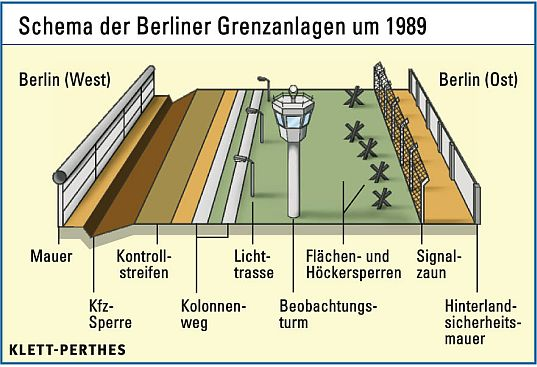 Schema der Berliner Grenzanlagen um 1989
Berlin (West)
Berlin (Ost)
Mauer
Kontroll-
streifen
Licht-
trasse
Flächen- und
Höckersperren
Signal-
zaun
Kfz-
Sperre
Kolonnen-
weg
Beobachtungs-
turm
Hinterland-
sicherheits-
mauer
KLETT-PERTHES